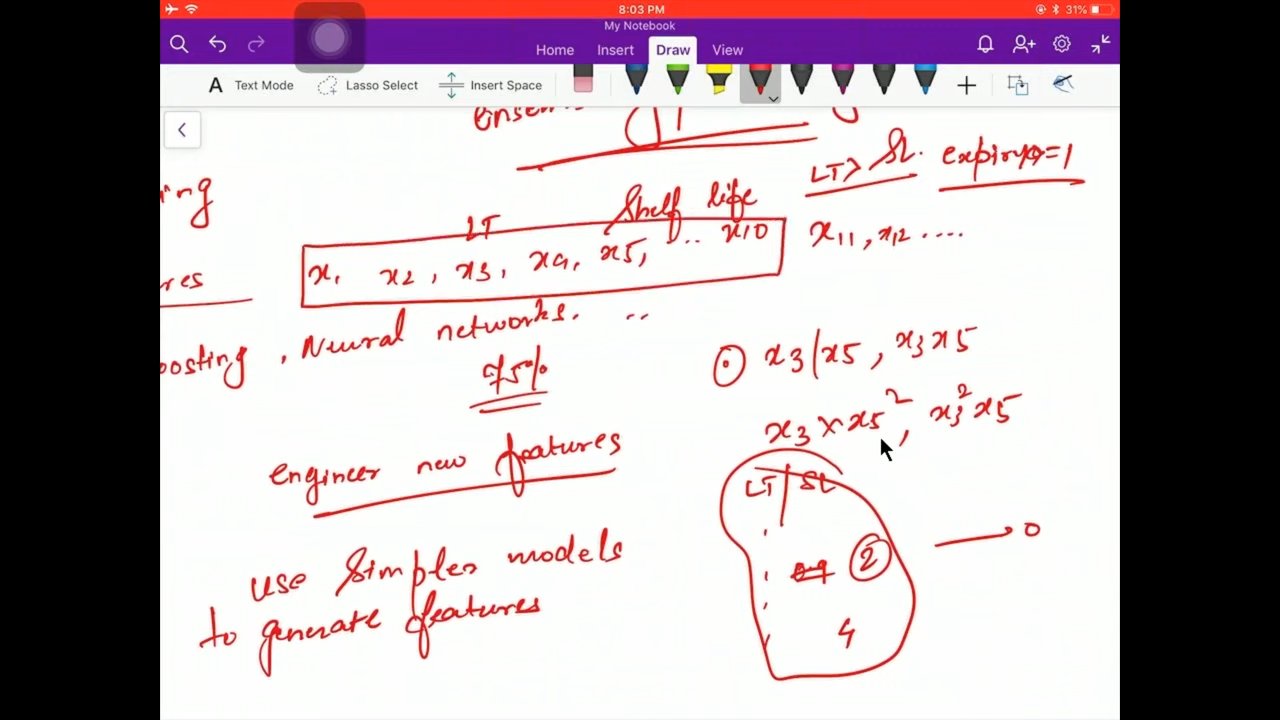 8:03 PM
31%
My Notebook
Home Insert Draw View
A Text Mode Lasso Select Insert Space
LT > SL. expiry=1
ing
LT Shelf life
x1 x2, x3, x4, x5, .. x10 x11, x12 ....
res
oosting, Neural networks. ..
75%
x3/x5, x3x5
x3 × x5², x3²x5
engineer new features
LT/SL
use Simpler models
to generate features
2
0
4